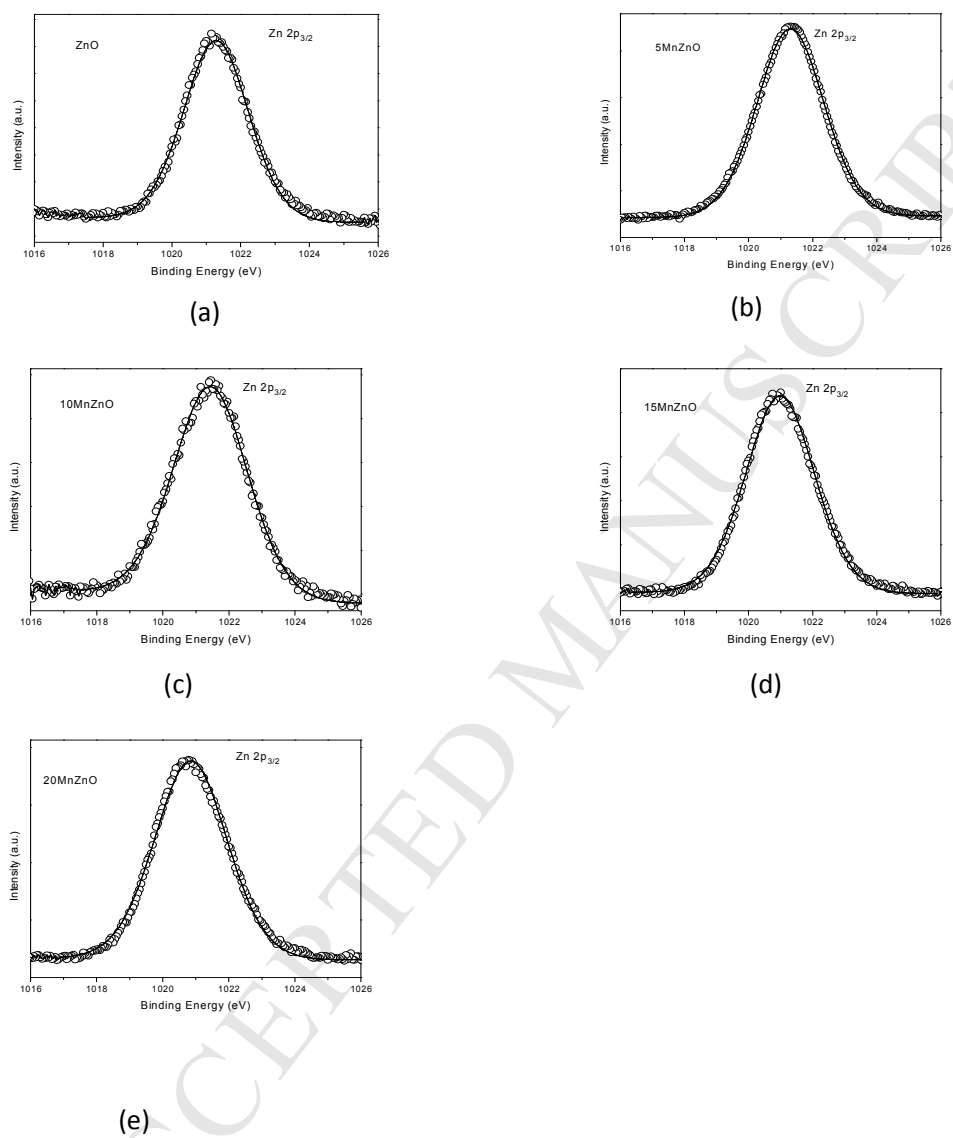 ZnO
Zn 2p3/2
Intensity (a.u.)
1016 1018 1020 1022 1024 1026
Binding Energy (eV)
(a)
5MnZnO
Zn 2p3/2
Intensity (a.u.)
1016 1018 1020 1022 1024 1026
Binding Energy (eV)
(b)
10MnZnO
Zn 2p3/2
Intensity (a.u.)
1016 1018 1020 1022 1024 1026
Binding Energy (eV)
(c)
15MnZnO
Zn 2p3/2
Intensity (a.u.)
1016 1018 1020 1022 1024 1026
Binding Energy (eV)
(d)
20MnZnO
Zn 2p3/2
Intensity (a.u.)
1016 1018 1020 1022 1024 1026
Binding Energy (eV)
(e)
CEPTED MANUSCRIP